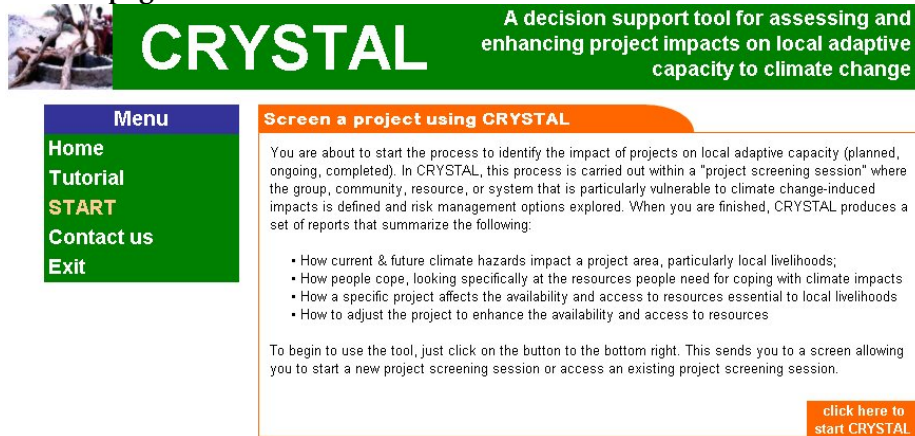 CRYSTAL
A decision support tool for assessing and
enhancing project impacts on local adaptive
capacity to climate change
Menu
Home
Tutorial
START
Contact us
Exit
Screen a project using CRYSTAL
You are about to start the process to identify the impact of projects on local adaptive capacity (planned,
ongoing, completed). In CRYSTAL, this process is carried out within a "project screening session" where
the group, community, resource, or system that is particularly vulnerable to climate change-induced
impacts is defined and risk management options explored. When you are finished, CRYSTAL produces a
set of reports that summarize the following:
▪ How current & future climate hazards impact a project area, particularly local livelihoods;
▪ How people cope, looking specifically at the resources people need for coping with climate impacts
▪ How a specific project affects the availability and access to resources essential to local livelihoods
▪ How to adjust the project to enhance the availability and access to resources
To begin to use the tool, just click on the button to the bottom right. This sends you to a screen allowing
you to start a new project screening session or access an existing project screening session.
click here to
start CRYSTAL